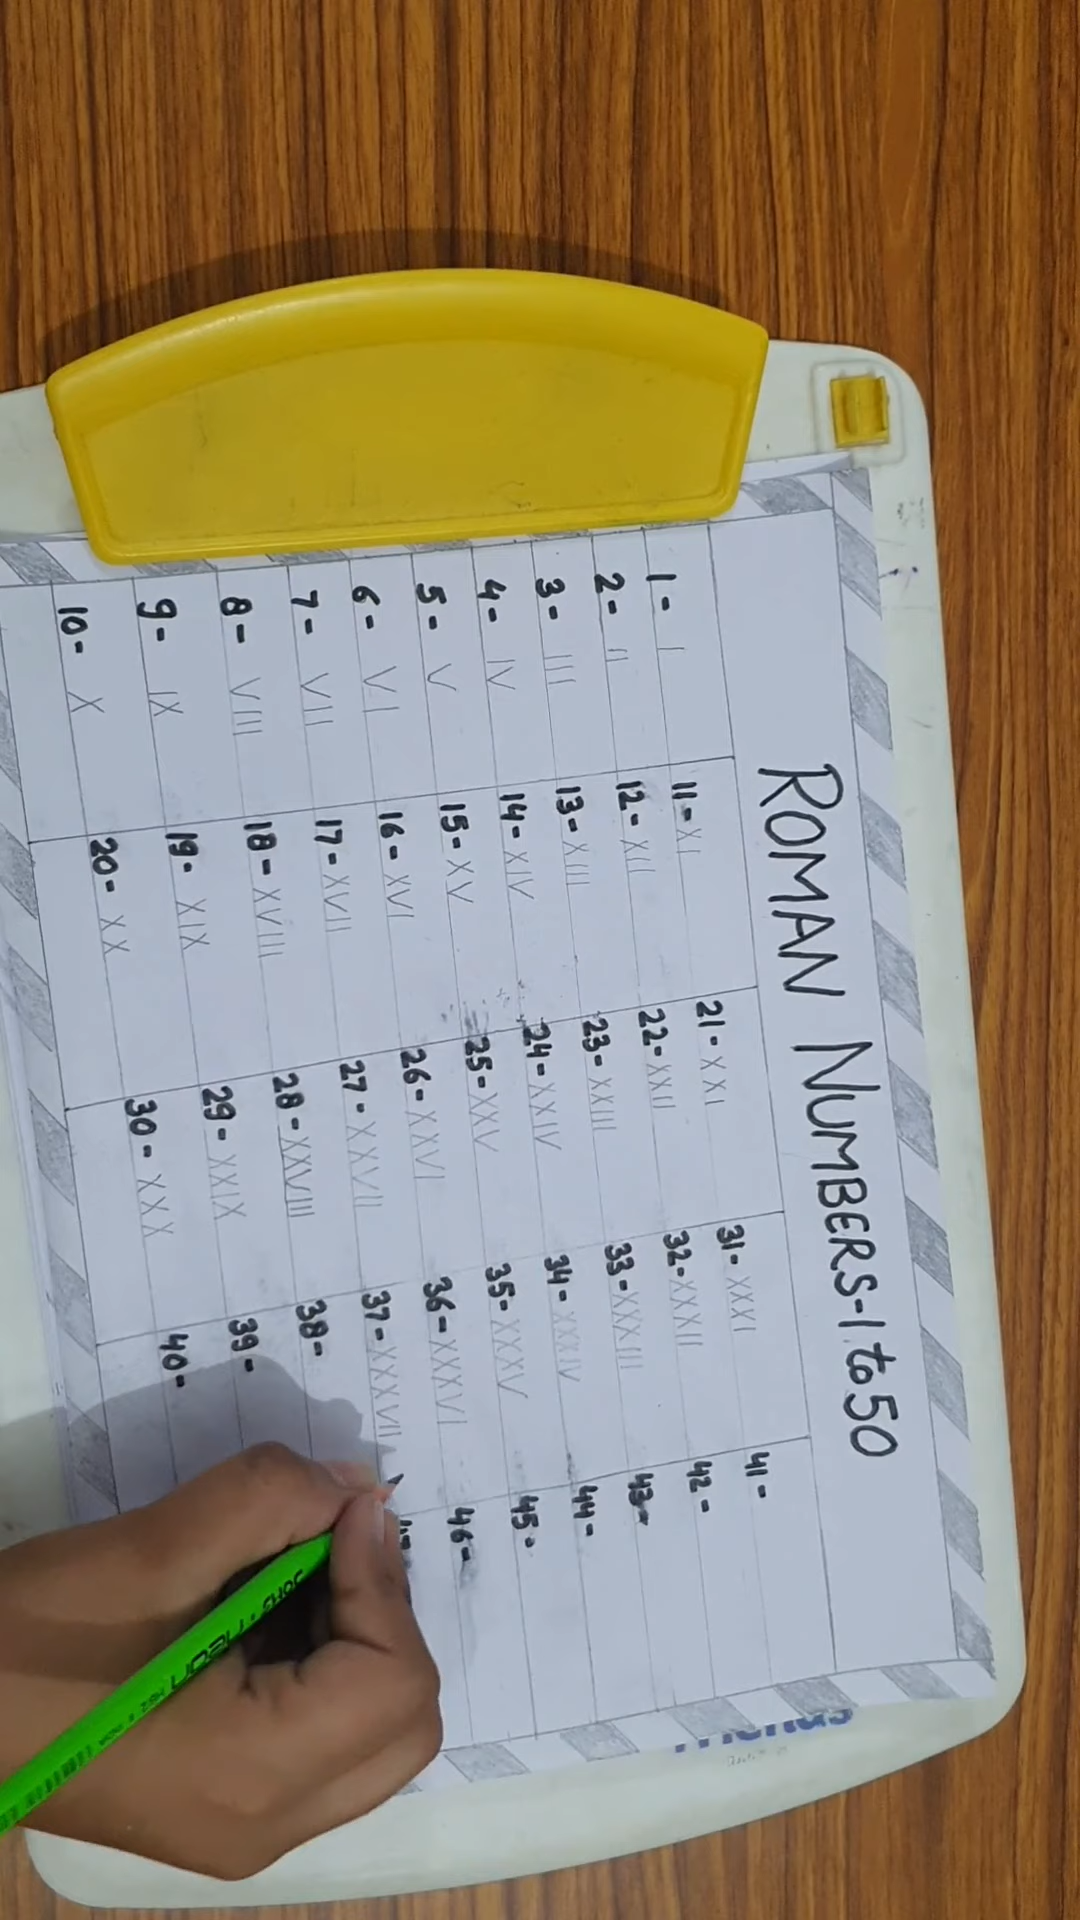 ROMAN NUMBERS-1 to 50
1- I
2- II
3- III
4- IV
5- V
6- VI
7- VII
8- VIII
9- IX
10- X
11- XI
12- XII
13- XIII
14- XIV
15- XV
16- XVI
17- XVII
18- XVIII
19- XIX
20- XX
21- XXI
22- XXII
23- XXIII
24- XXIV
25- XXV
26- XXVI
27- XXVII
28- XXVIII
29- XXIX
30- XXX
31- XXXI
32- XXXII
33- XXXIII
34- XXXIV
35- XXXV
36- XXXVI
37- XXXVII
38-
39-
40-
41-
42-
43-
44-
45-
46-